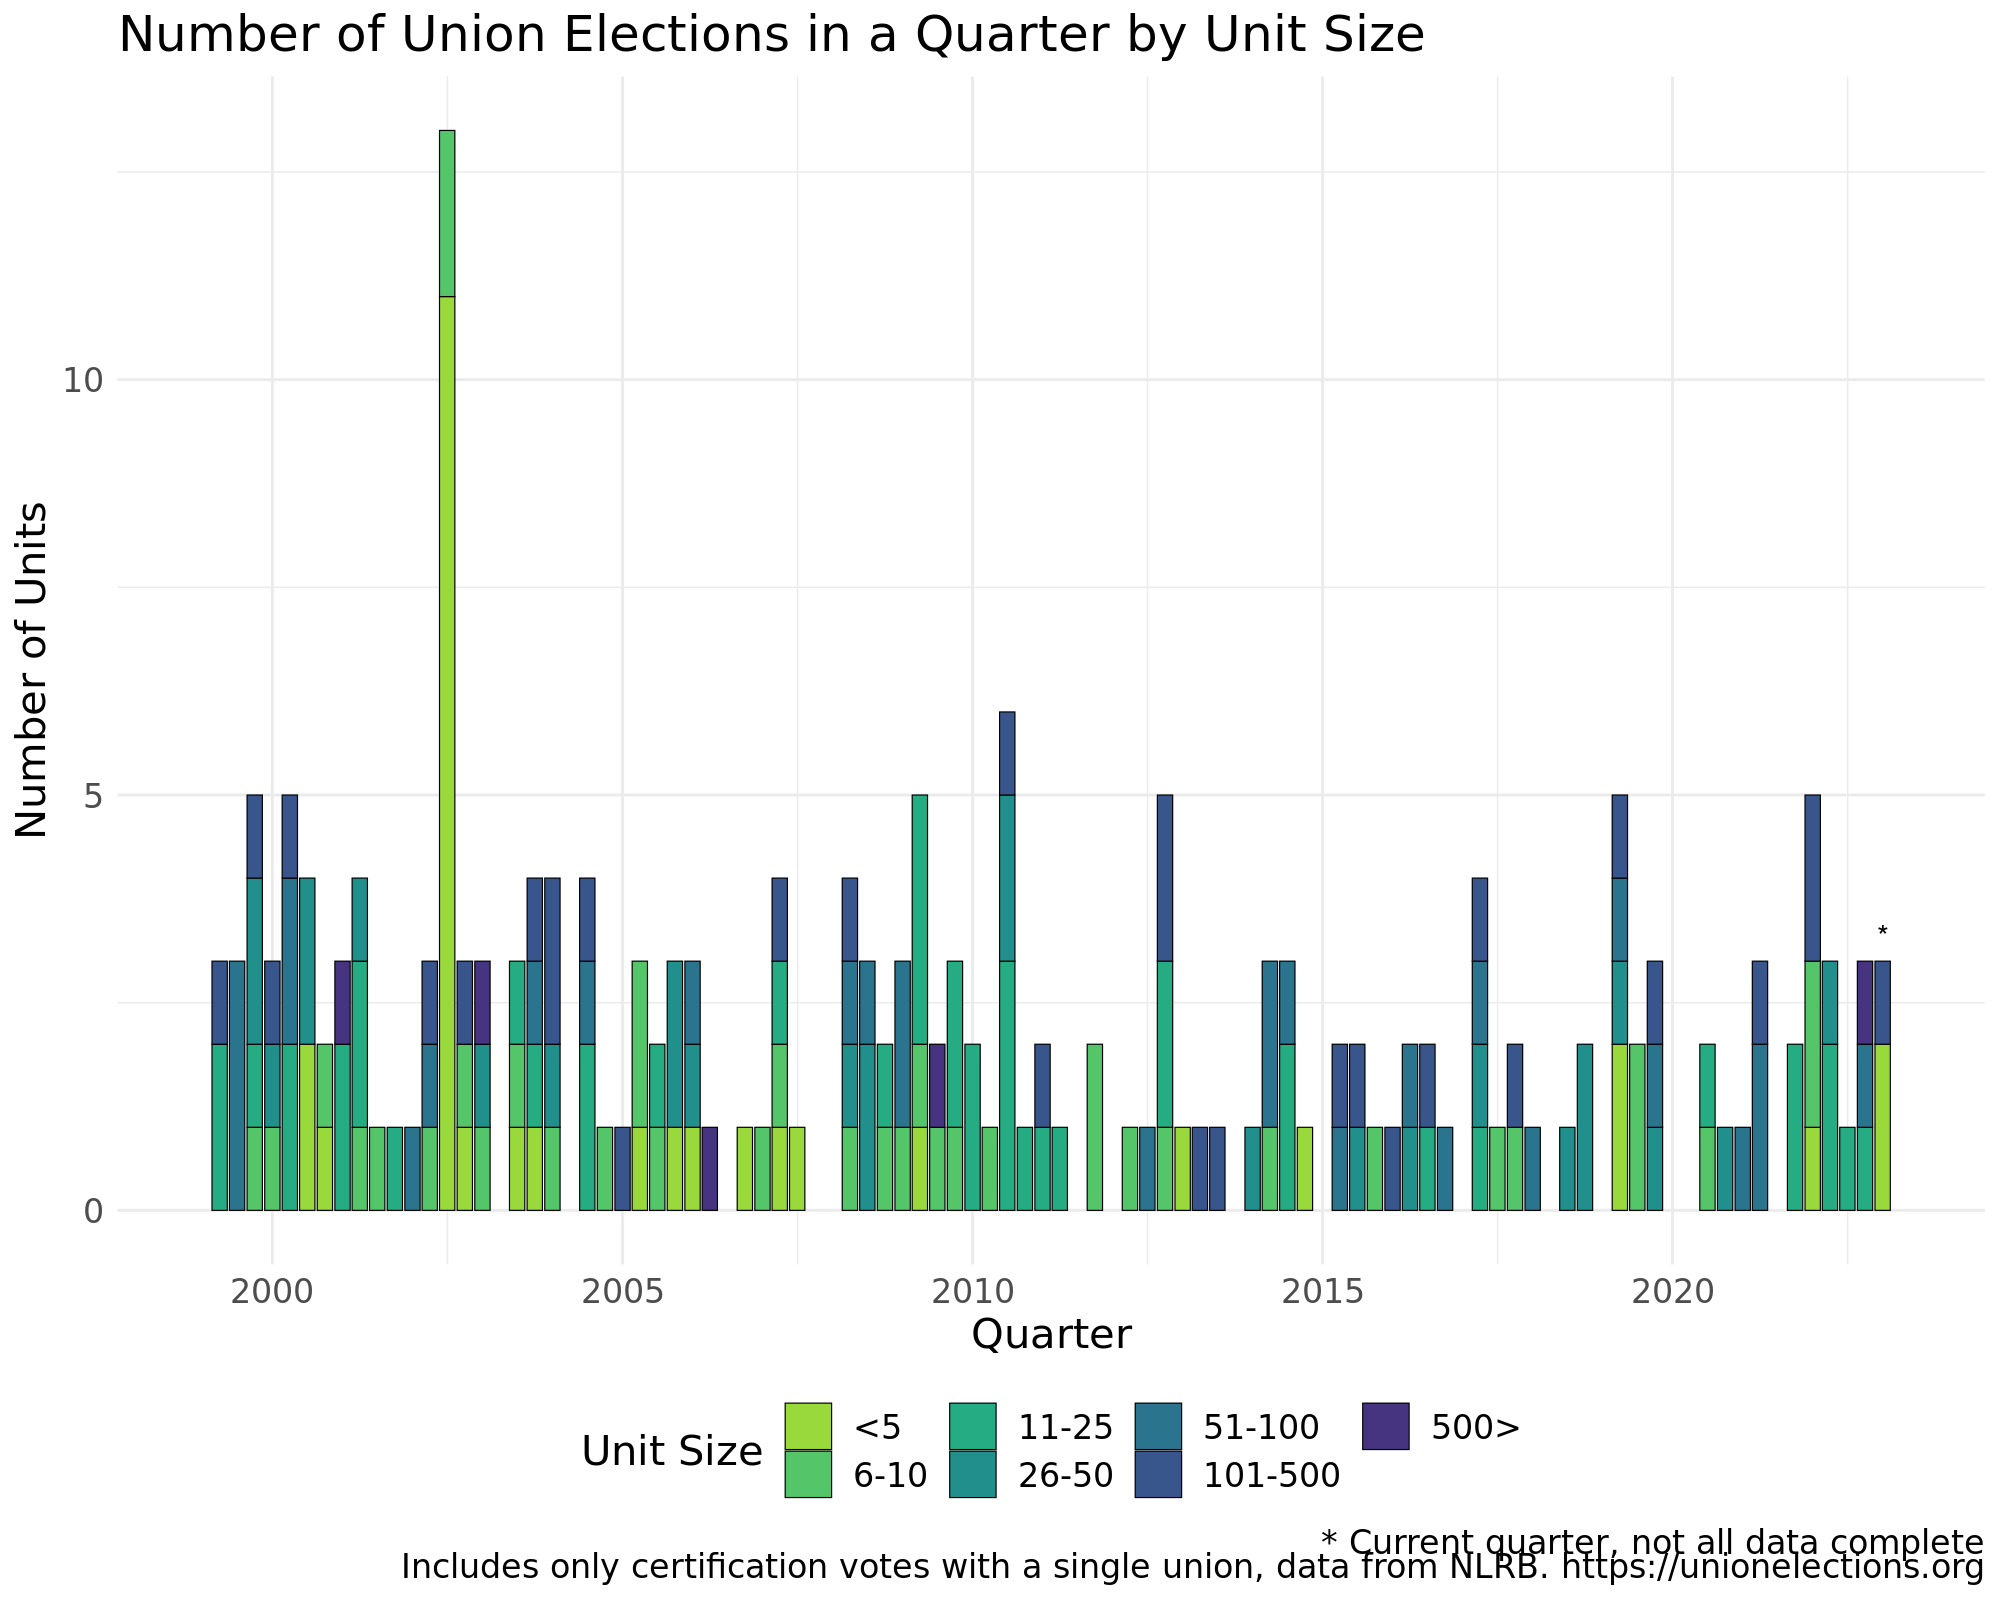 Number of Union Elections in a Quarter by Unit Size
Number of Units
10
5
0
*
2000 2005 2010 2015 2020
Quarter
Unit Size
<5 11-25 51-100 500>
6-10 26-50 101-500
* Current quarter, not all data complete
Includes only certification votes with a single union, data from NLRB. https://unionelections.org